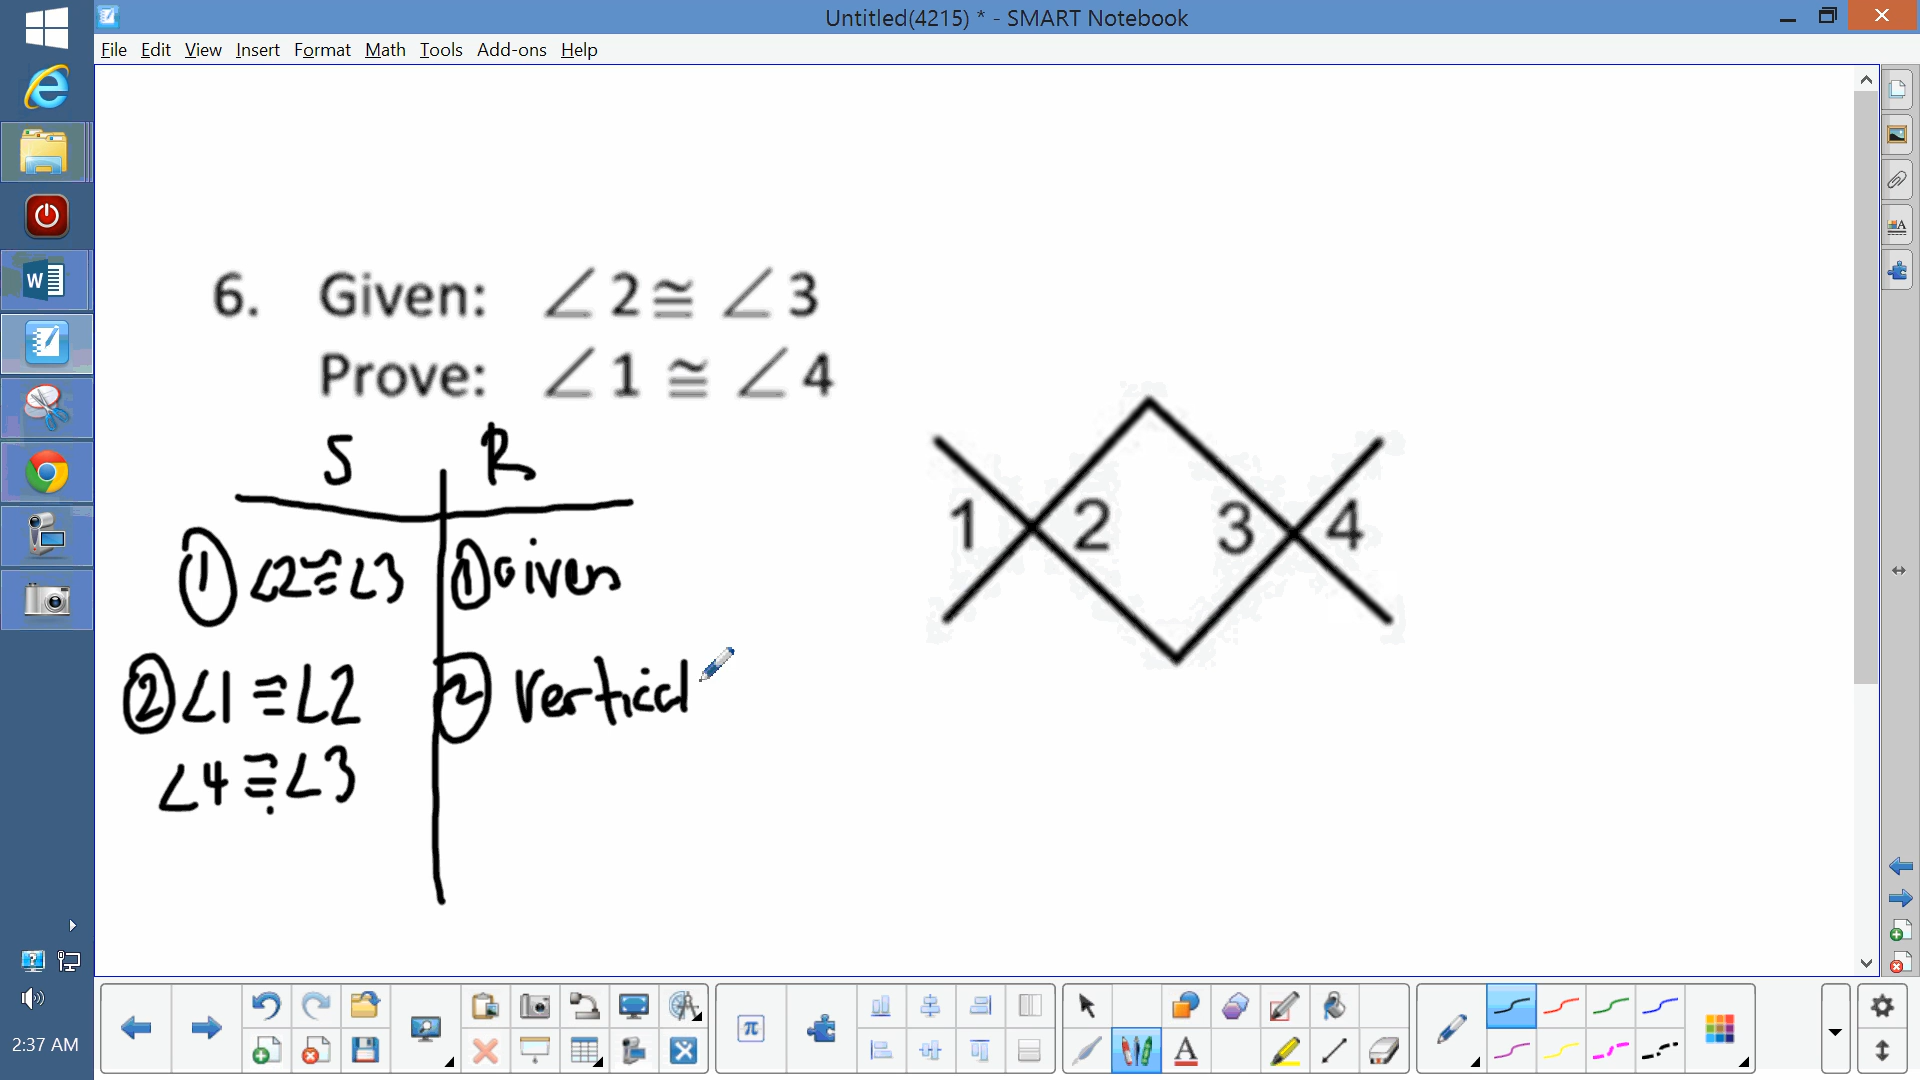 Untitled(4215) * - SMART Notebook
File Edit View Insert Format Math Tools Add-ons Help
6. Given: ∠2 ≅ ∠3
Prove: ∠1 ≅ ∠4
S R
① ∠2 ≅ ∠3 ① Given
② ∠1 ≅ ∠2 ② Vertical
∠4 ≅ ∠3
1 2 3 4
2:37 AM